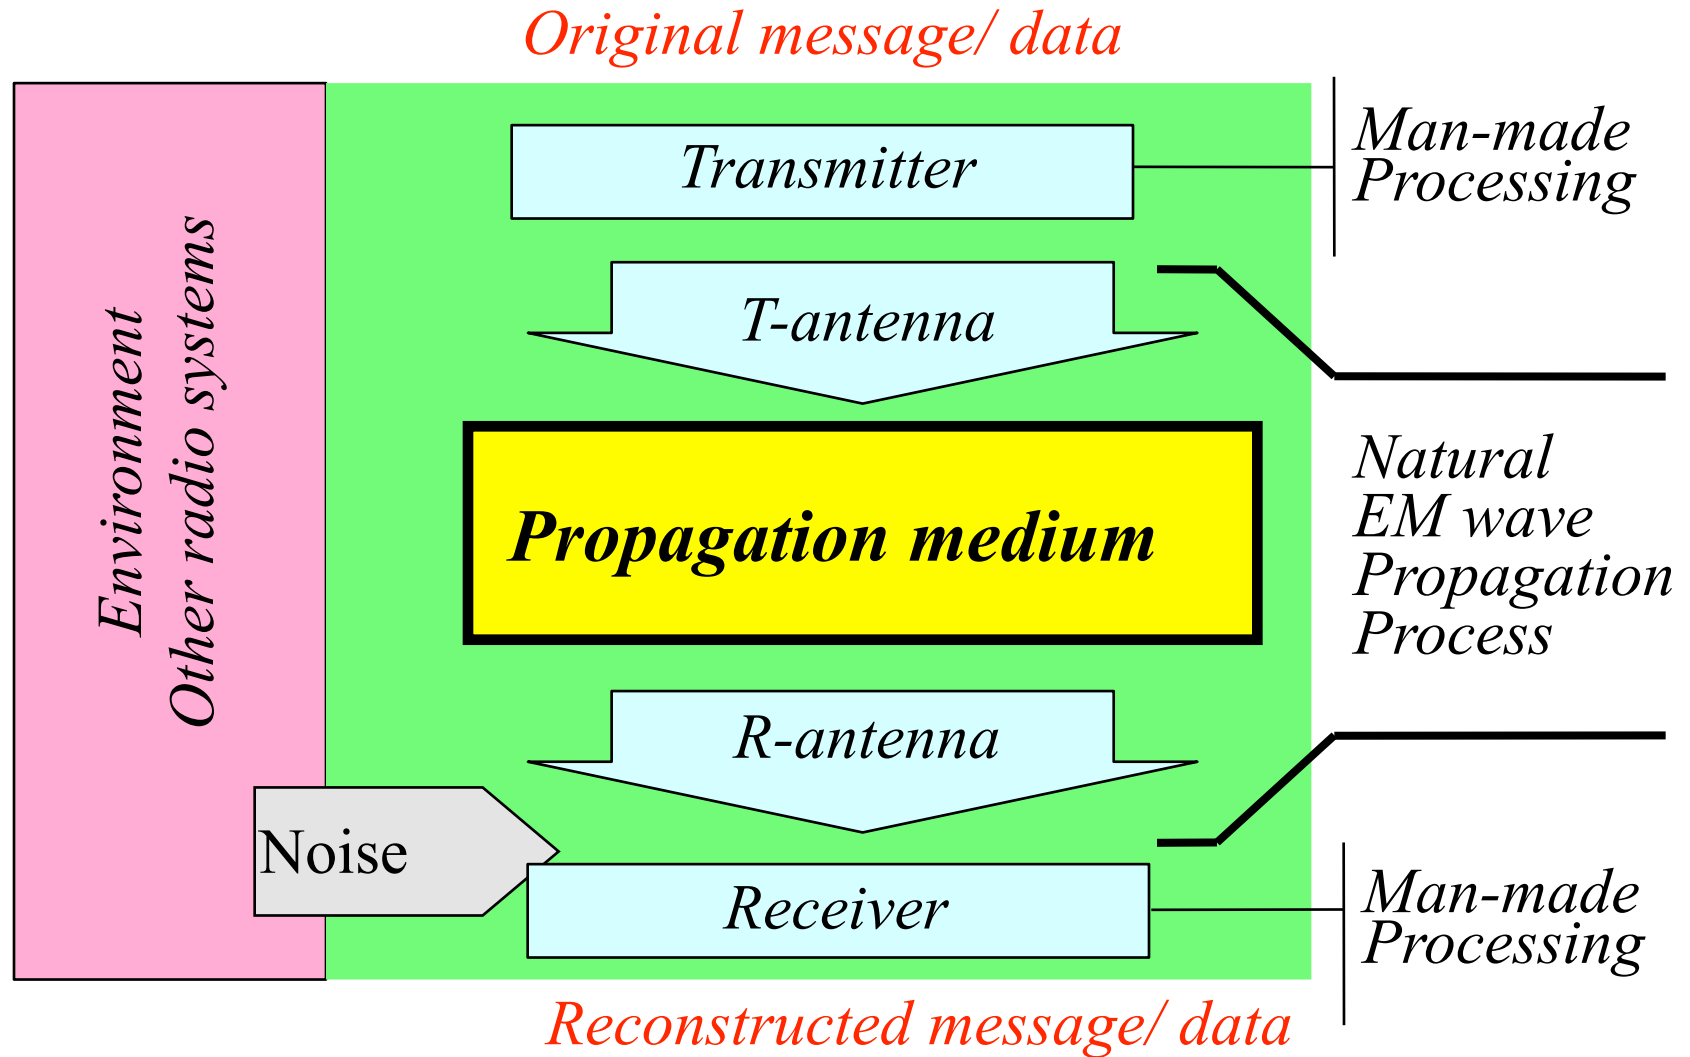 Original message/ data
Transmitter
Man-made
Processing
T-antenna
Environment
Other radio systems
Propagation medium
Natural
EM wave
Propagation
Process
R-antenna
Noise
Receiver
Man-made
Processing
Reconstructed message/ data